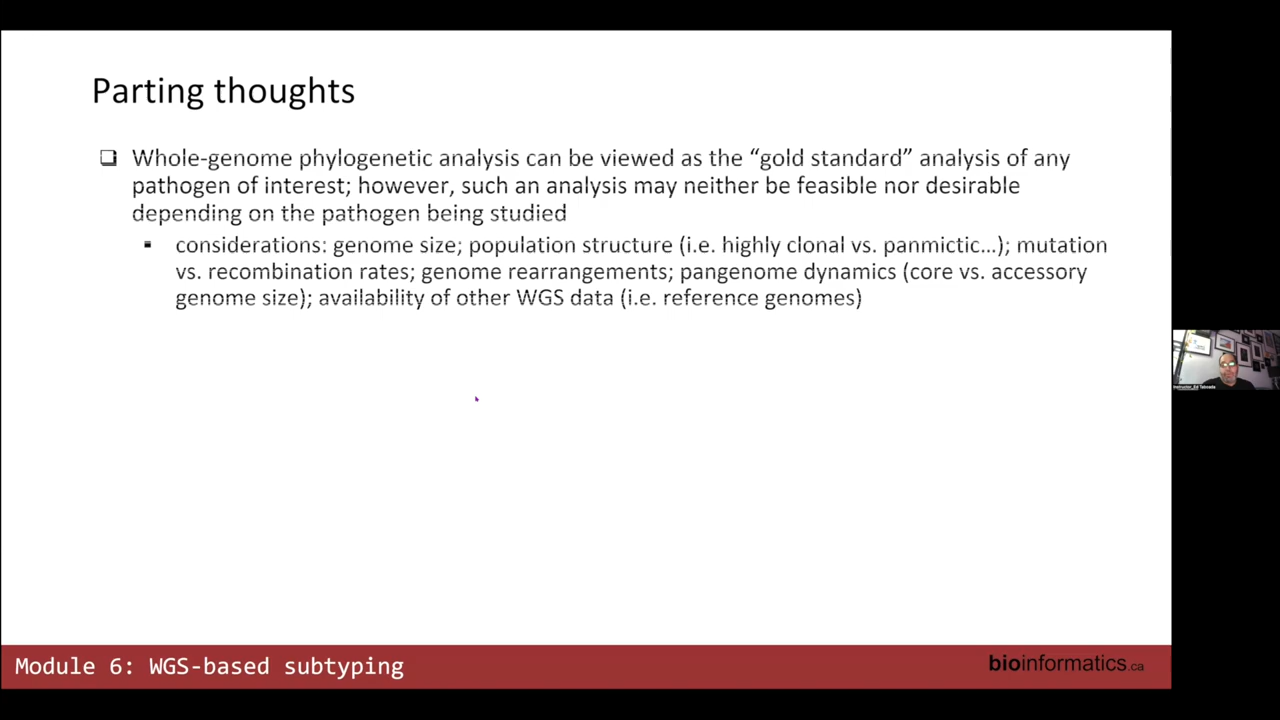 Parting thoughts
❑ Whole-genome phylogenetic analysis can be viewed as the “gold standard” analysis of any
pathogen of interest; however, such an analysis may neither be feasible nor desirable
depending on the pathogen being studied
▪ considerations: genome size; population structure (i.e. highly clonal vs. panmictic…); mutation
vs. recombination rates; genome rearrangements; pangenome dynamics (core vs. accessory
genome size); availability of other WGS data (i.e. reference genomes)
Instructor_Ed Taboada
Module 6: WGS-based subtyping
bioinformatics.ca